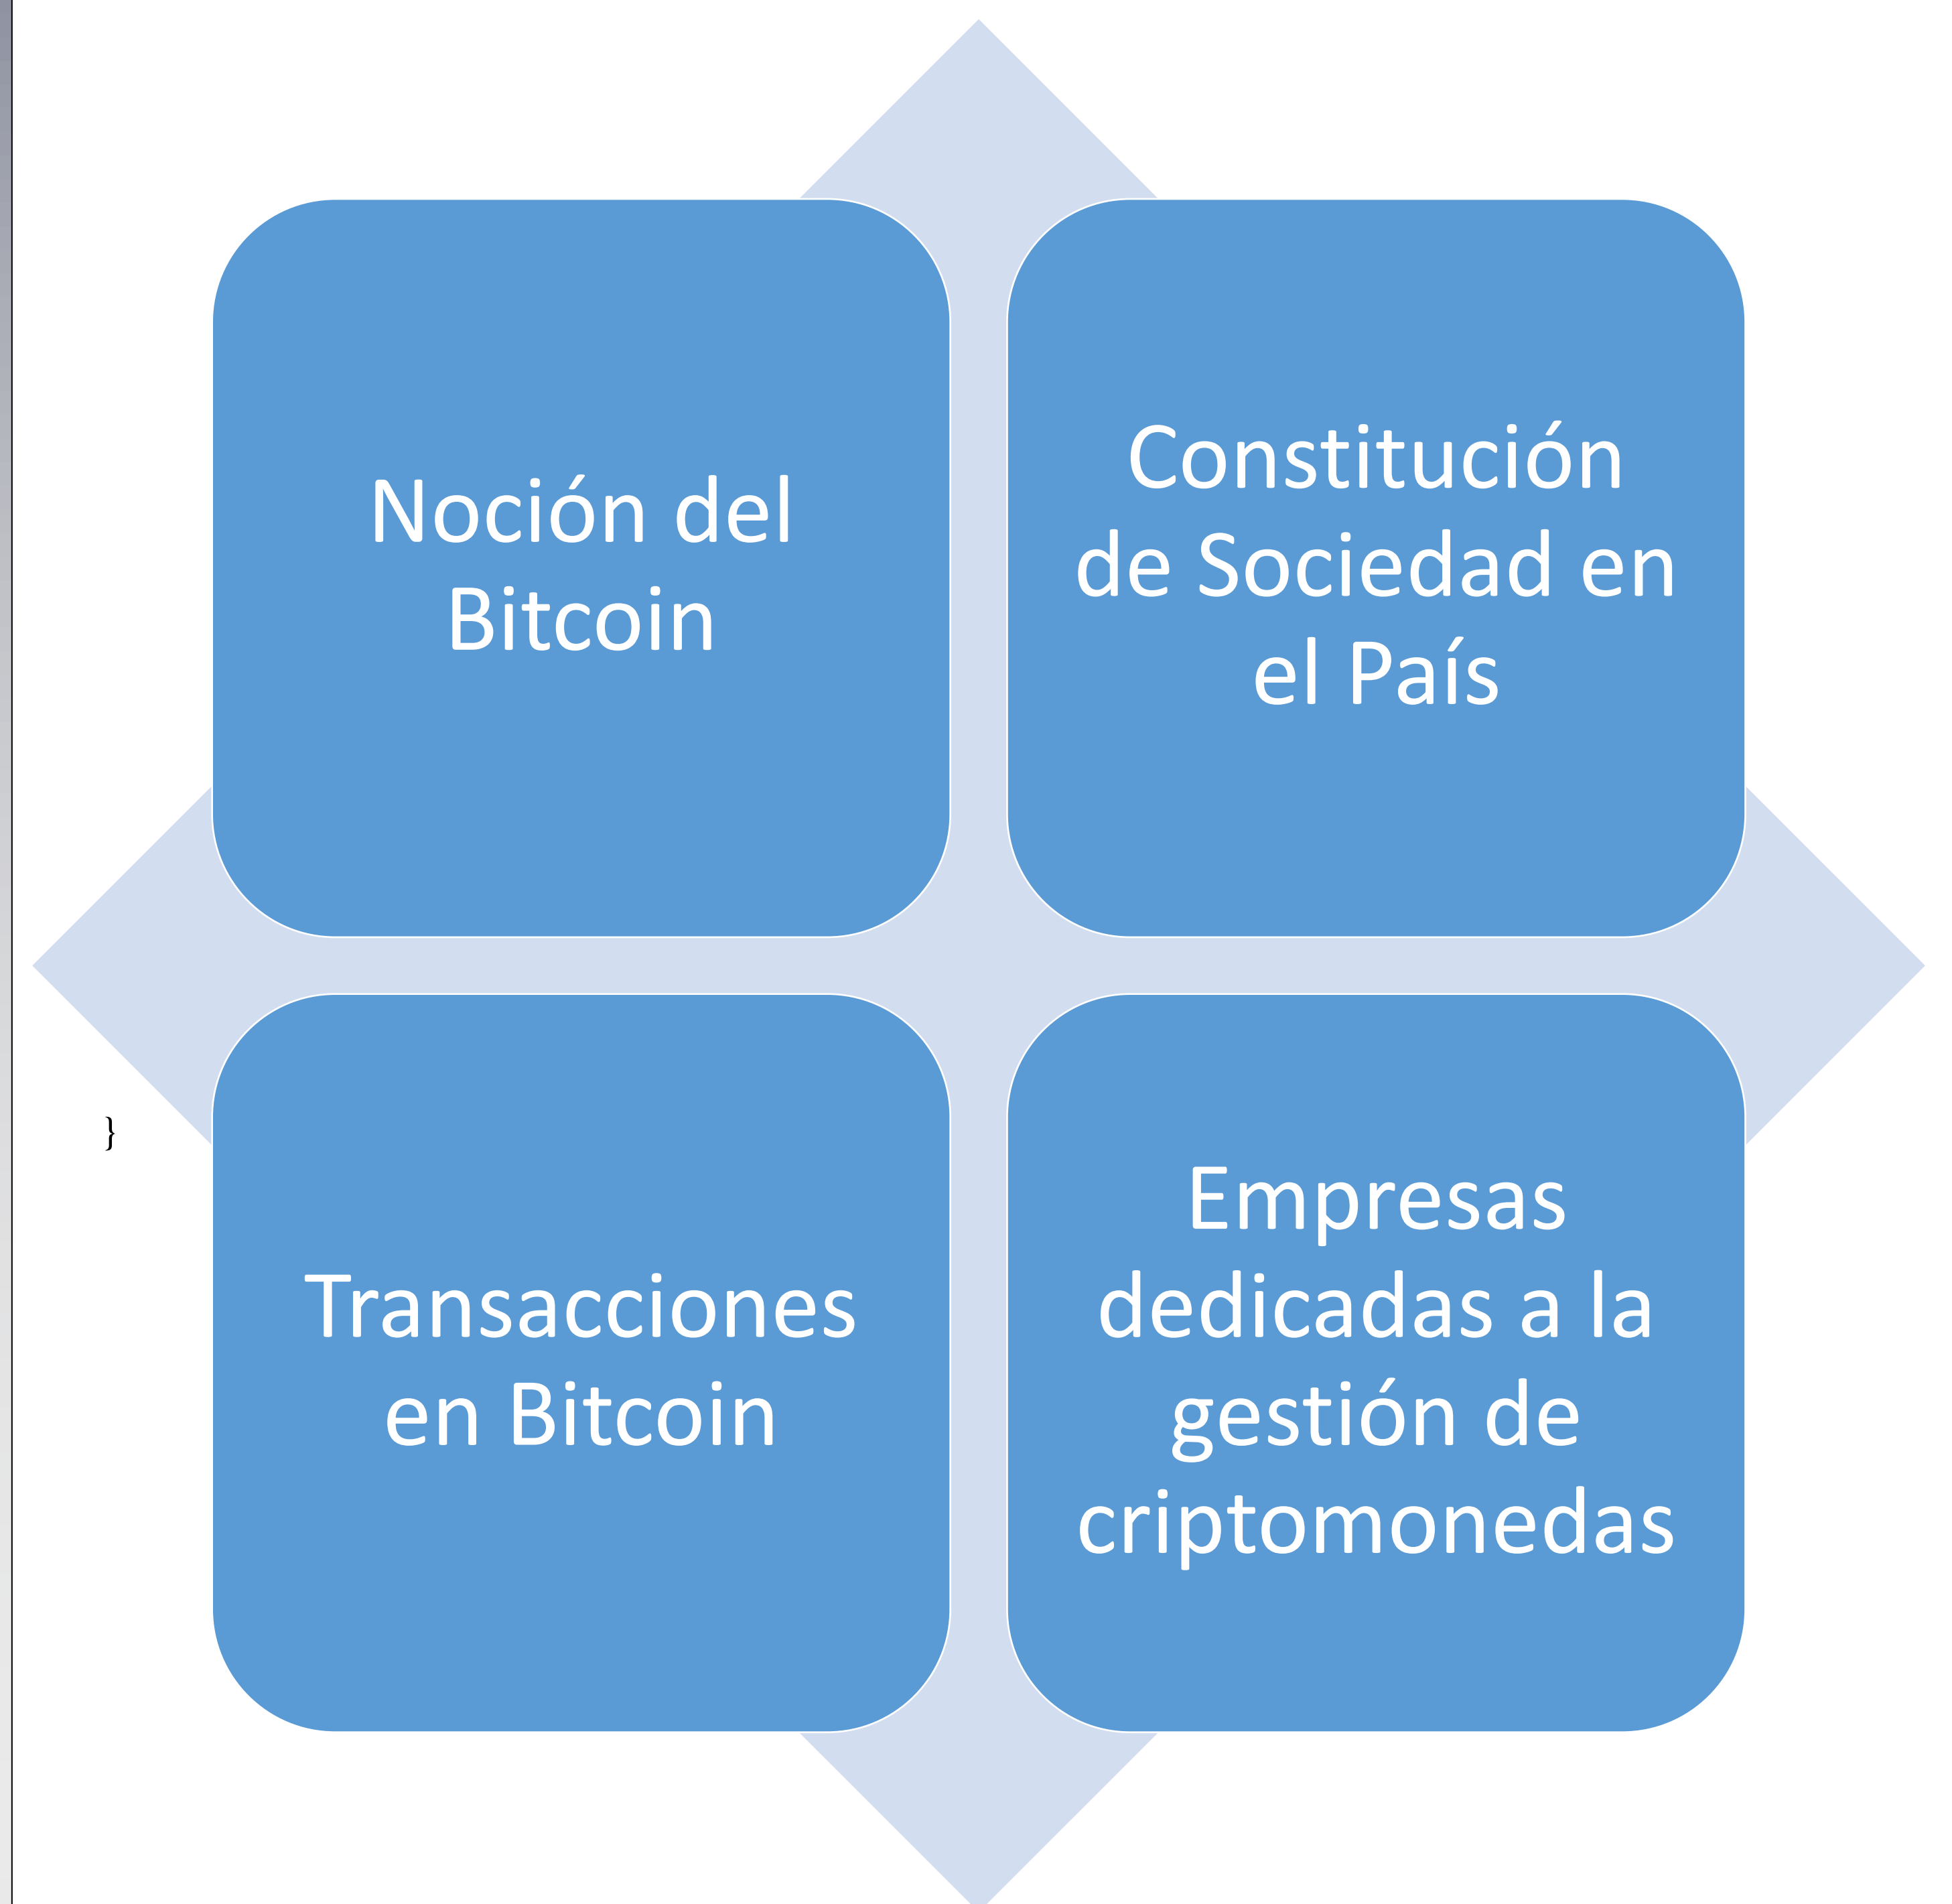 Noción del
Bitcoin
Constitución
de Sociedad en
el País
}
Transacciones
en Bitcoin
Empresas
dedicadas a la
gestión de
criptomonedas